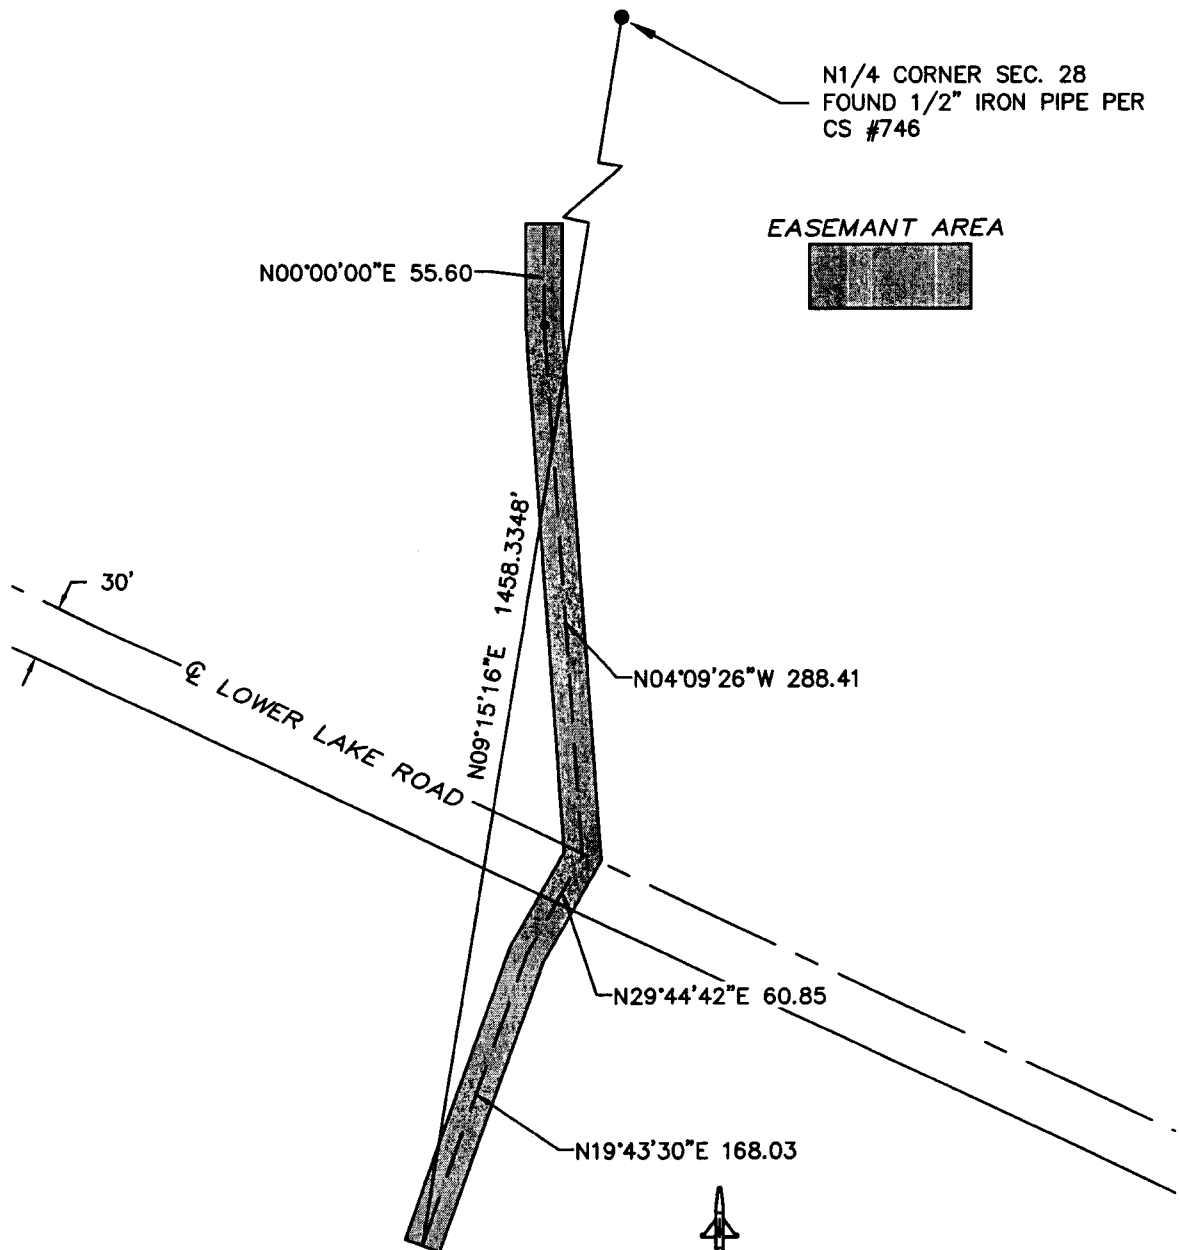 N1/4 CORNER SEC. 28
FOUND 1/2" IRON PIPE PER
CS #746
EASEMANT AREA
N00°00'00"E 55.60
N09°15'16"E 1458.3348'
30'
℄ LOWER LAKE ROAD
N04°09'26"W 288.41
N29°44'42"E 60.85
N19°43'30"E 168.03